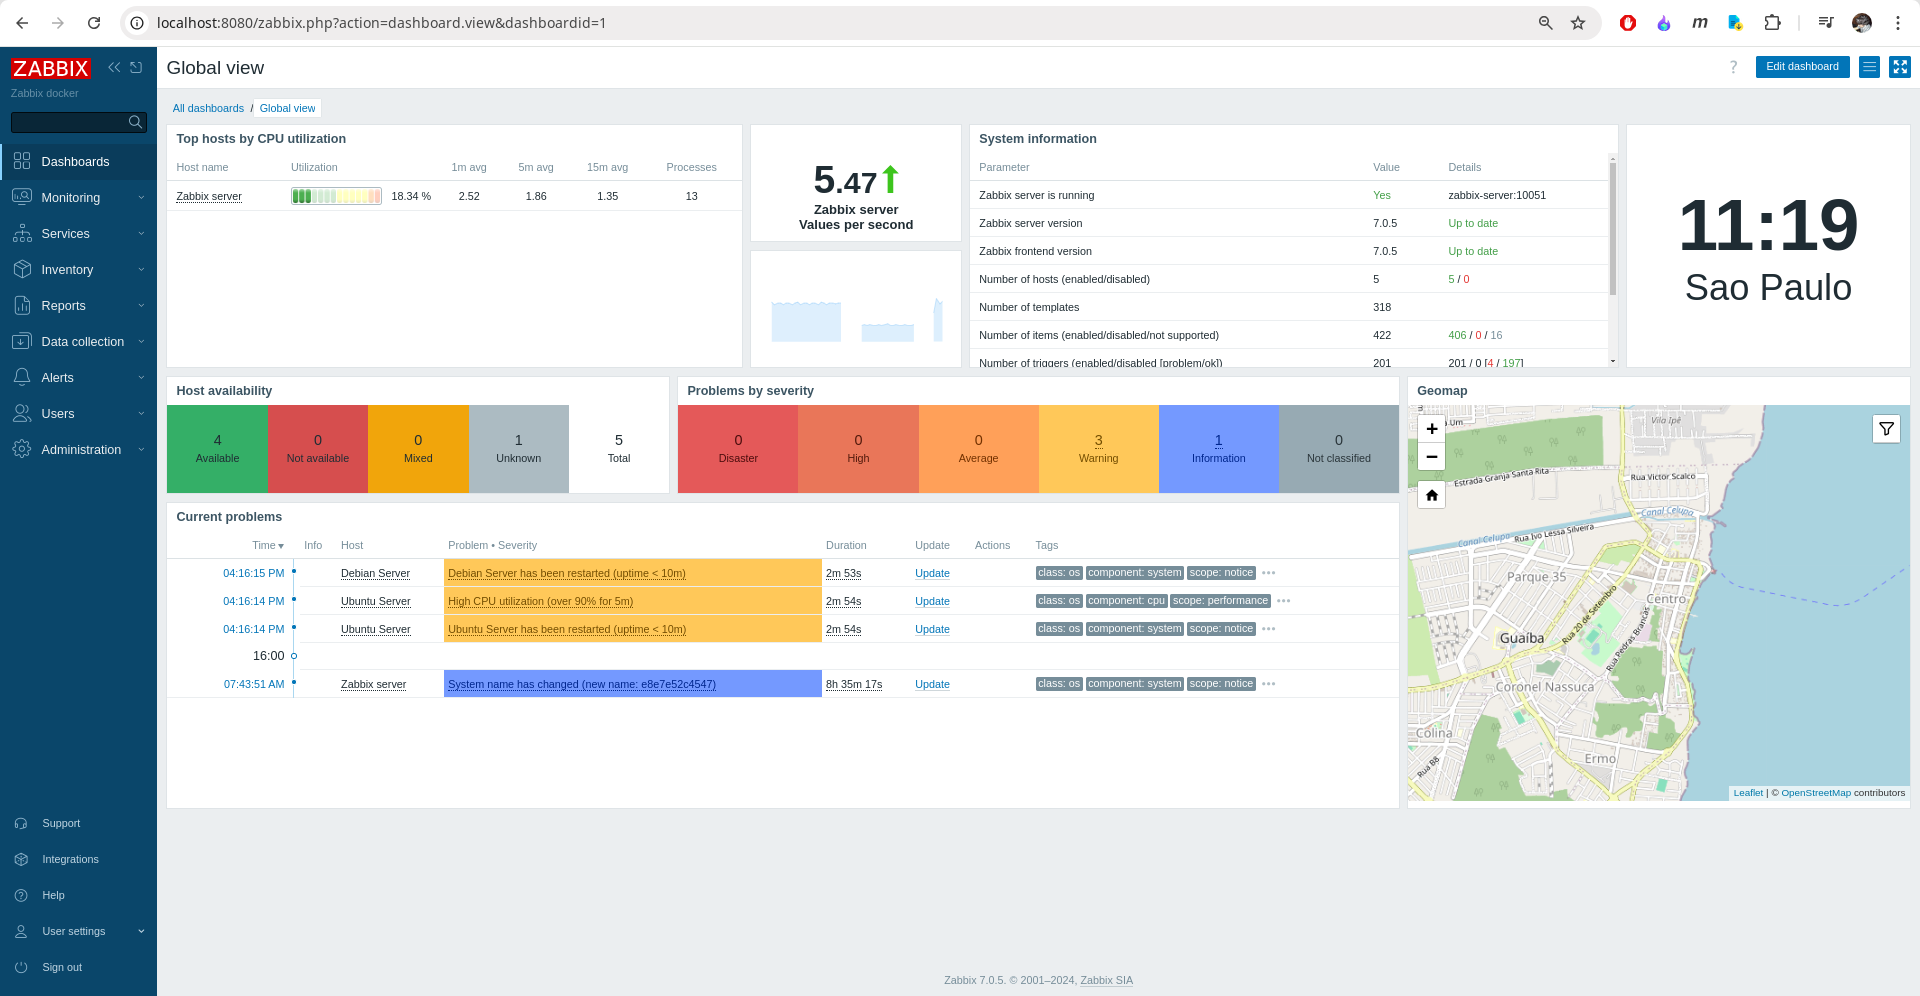 localhost:8080/zabbix.php?action=dashboard.view&dashboardid=1
ZABBIX
Zabbix docker
Dashboards
Monitoring
Services
Inventory
Reports
Data collection
Alerts
Users
Administration
Support
Integrations
Help
User settings
Sign out
Global view
? Edit dashboard
All dashboards / Global view
Top hosts by CPU utilization
Host name Utilization 1m avg 5m avg 15m avg Processes
Zabbix server 18.34 % 2.52 1.86 1.35 13
5.47
Zabbix server
Values per second
System information
Parameter Value Details
Zabbix server is running Yes zabbix-server:10051
Zabbix server version 7.0.5 Up to date
Zabbix frontend version 7.0.5 Up to date
Number of hosts (enabled/disabled) 5 5 / 0
Number of templates 318
Number of items (enabled/disabled/not supported) 422 406 / 0 / 16
Number of triggers (enabled/disabled [problem/ok]) 201 201 / 0 [4 / 197]
11:19
Sao Paulo
Host availability
4 0 0 1 5
Available Not available Mixed Unknown Total
Problems by severity
0 0 0 3 1 0
Disaster High Average Warning Information Not classified
Current problems
Time Info Host Problem • Severity Duration Update Actions Tags
04:16:15 PM Debian Server Debian Server has been restarted (uptime < 10m) 2m 53s Update class: os component: system scope: notice •••
04:16:14 PM Ubuntu Server High CPU utilization (over 90% for 5m) 2m 54s Update class: os component: cpu scope: performance •••
04:16:14 PM Ubuntu Server Ubuntu Server has been restarted (uptime < 10m) 2m 54s Update class: os component: system scope: notice •••
16:00
07:43:51 AM Zabbix server System name has changed (new name: e8e7e52c4547) 8h 35m 17s Update class: os component: system scope: notice •••
Geomap
+
−
Vila Ipê
Estrada Granja Santa Rita
Rua Victor Scalco
Canal Celupa
Rua Ivo Lessa Silveira
Canal Celupa
Parque 35
Centro
Rua 20 de Setembro
Guaíba
Rua Pedras Brancas
Coronel Nassuca
Colina
Ermo
Rua BB
Leaflet | © OpenStreetMap contributors
Zabbix 7.0.5. © 2001–2024, Zabbix SIA